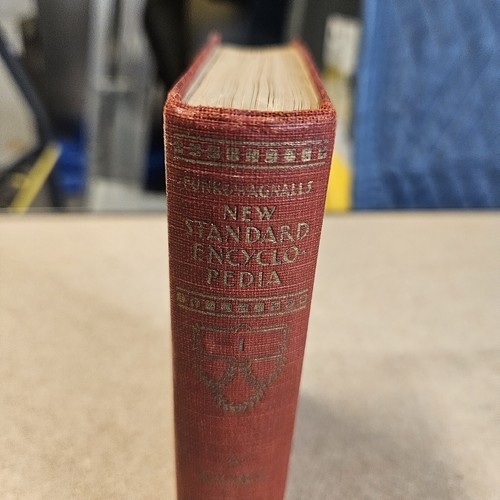 FUNK & WAGNALLS
NEW
STANDARD
ENCYCLO-
PEDIA
I
A